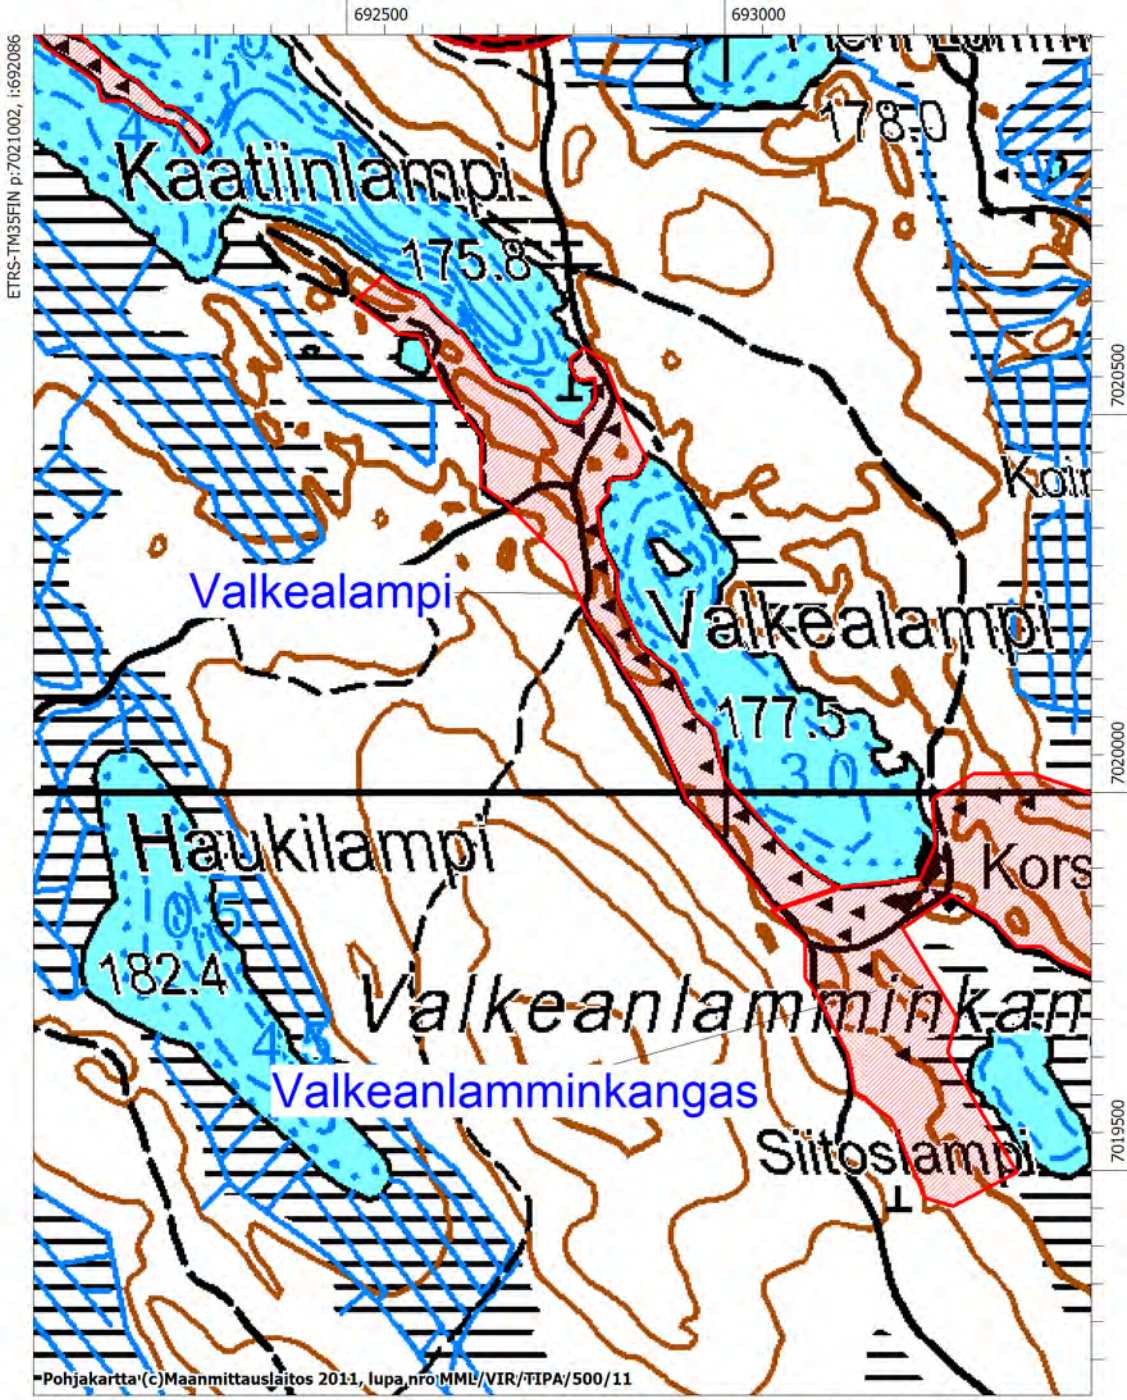 692500
693000
ETRS-TM35FIN p:7021002, i:692086
178.0
Kaatiinlampi
175.8
7020500
Valkealampi
Valkealampi
177.5
3 0
7020000
Haukilampi
Kors
0.5
182.4
Valkeanlamminkan
4.5
Valkeanlamminkangas
7019500
Siitoslampi
Pohjakartta (c)Maanmittauslaitos 2011, lupa nro MML/VIR/TIPA/500/11